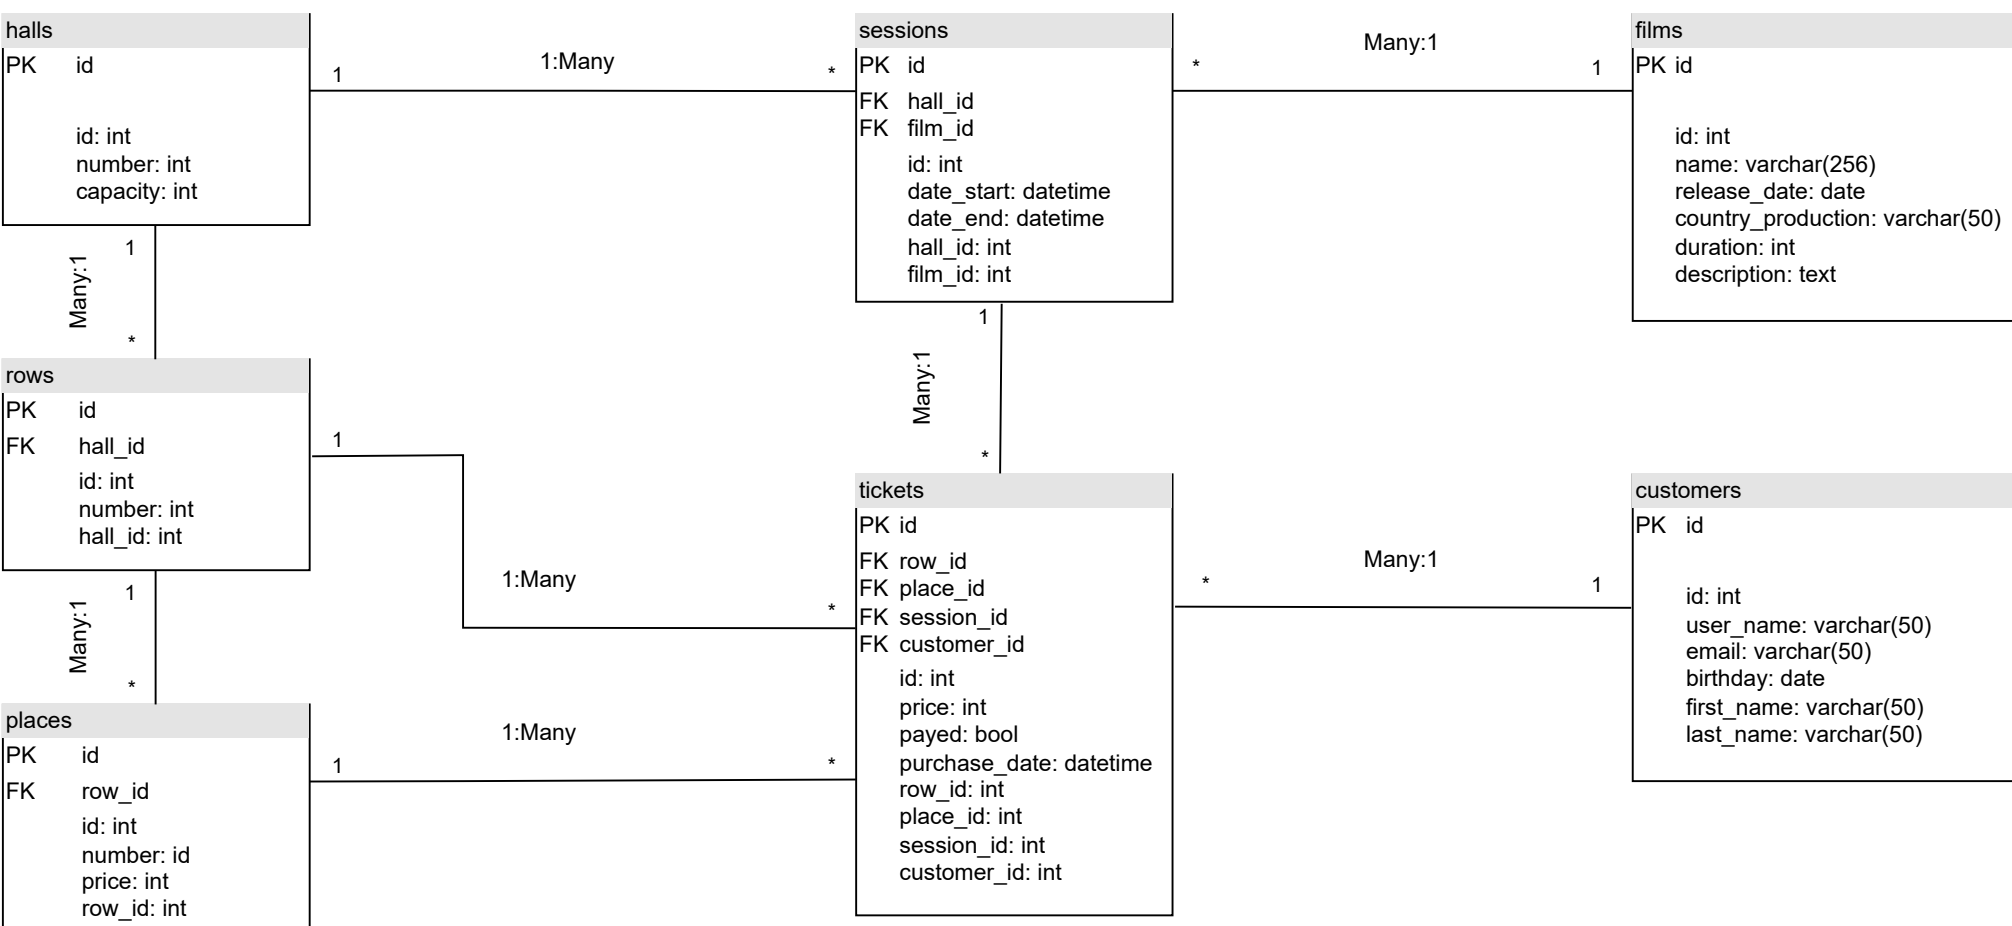 halls
PK id
id: int
number: int
capacity: int
1
1:Many
*
sessions
PK id
FK hall_id
FK film_id
id: int
date_start: datetime
date_end: datetime
hall_id: int
film_id: int
*
Many:1
1
films
PK id
id: int
name: varchar(256)
release_date: date
country_production: varchar(50)
duration: int
description: text
1
Many:1
*
1
Many:1
*
rows
PK id
FK hall_id
id: int
number: int
hall_id: int
1
1:Many
*
1
Many:1
*
tickets
PK id
FK row_id
FK place_id
FK session_id
FK customer_id
id: int
price: int
payed: bool
purchase_date: datetime
row_id: int
place_id: int
session_id: int
customer_id: int
*
Many:1
1
customers
PK id
id: int
user_name: varchar(50)
email: varchar(50)
birthday: date
first_name: varchar(50)
last_name: varchar(50)
places
PK id
FK row_id
id: int
number: id
price: int
row_id: int
1
1:Many
*